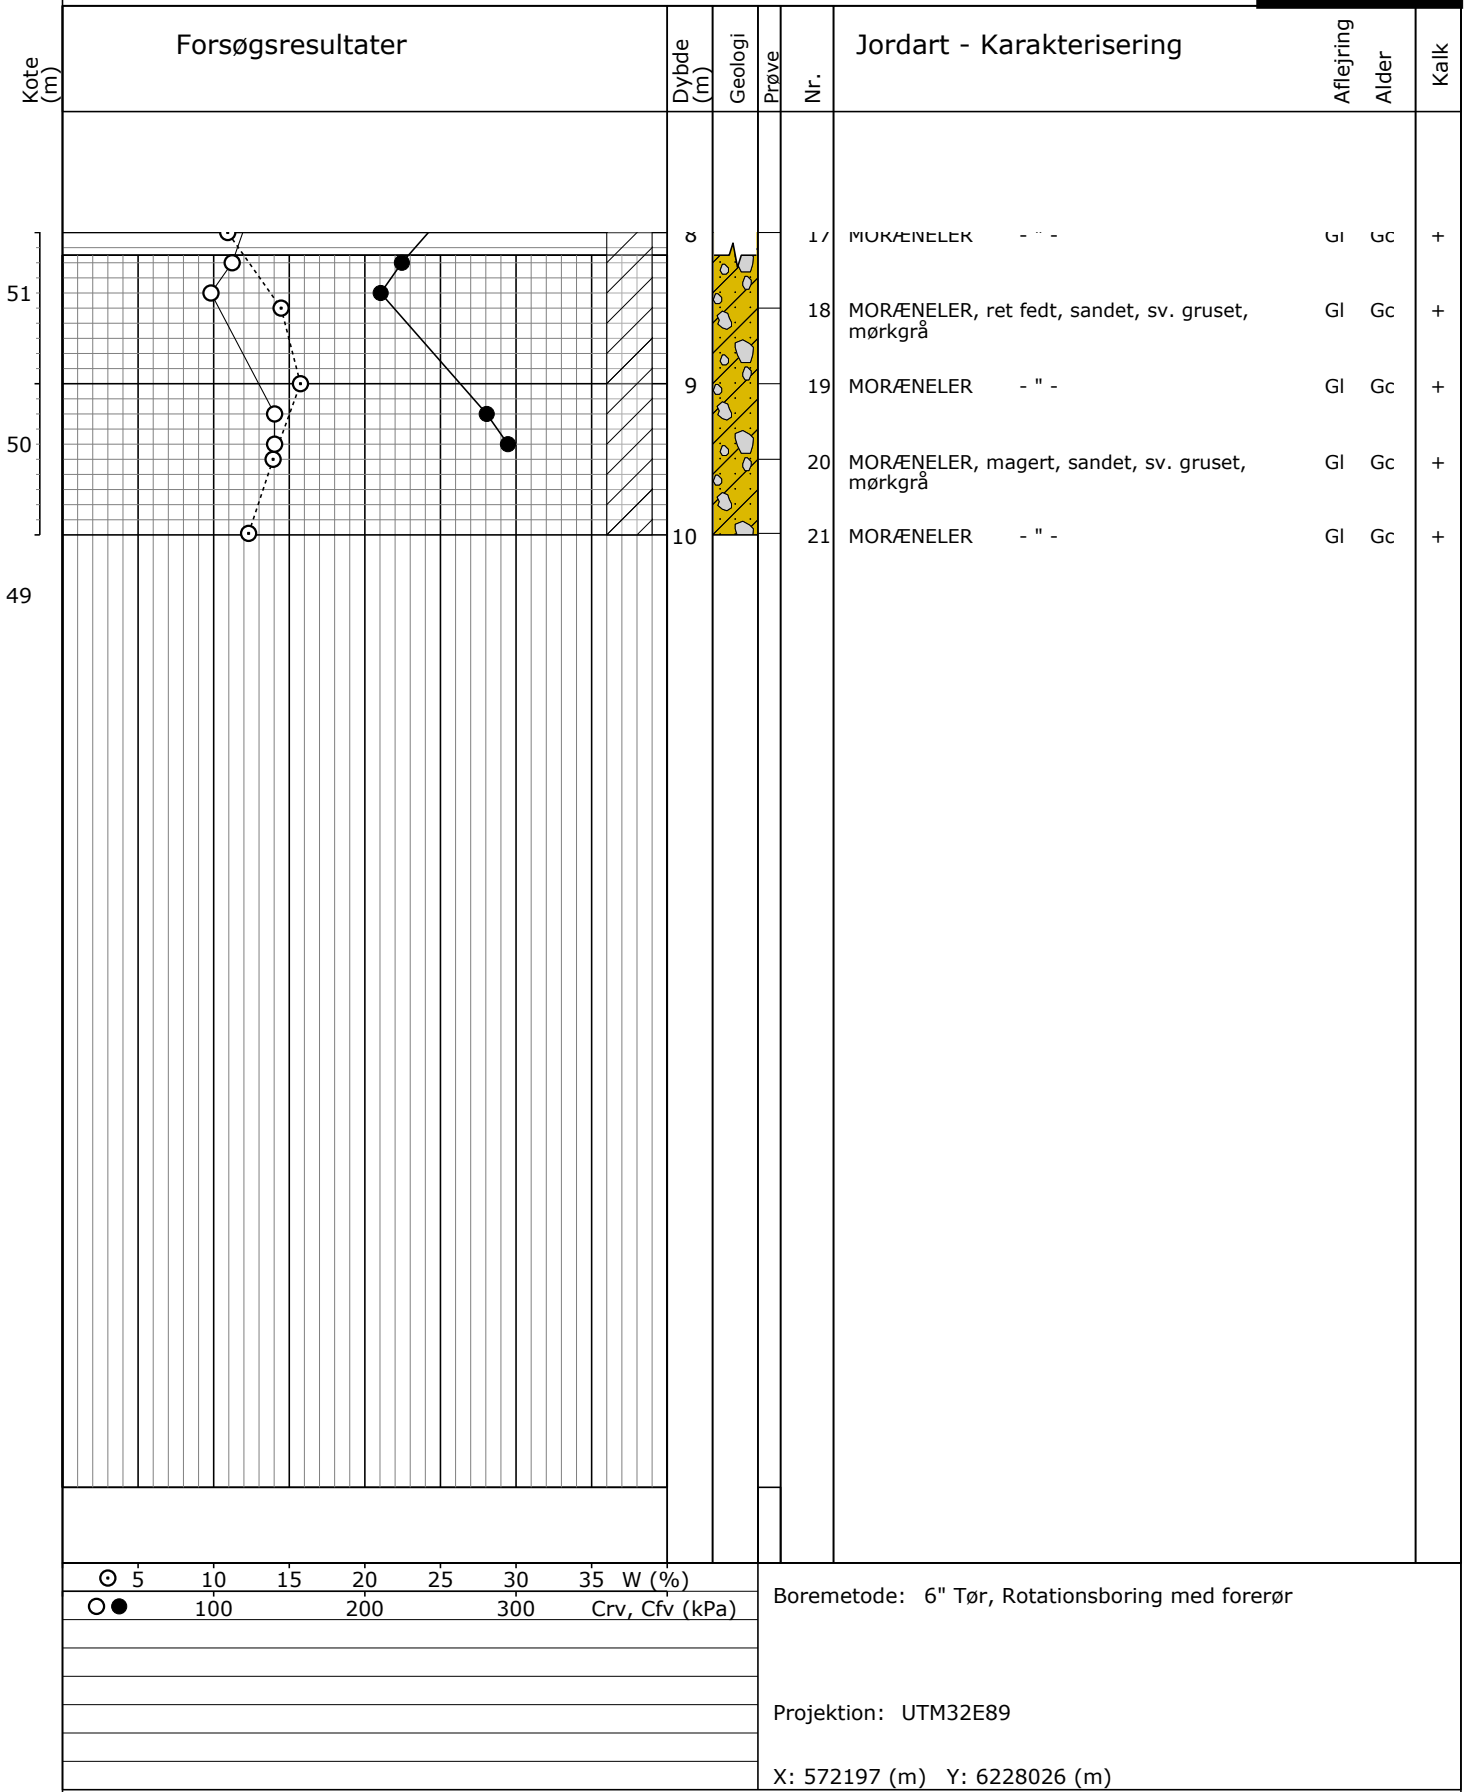 Forsøgsresultater
Jordart - Karakterisering
Kote
(m)
Dybde
(m)
Geologi
Prøve
Nr.
Aflejring
Alder
Kalk
8 17 MORÆNELER - " - Gl Gc +
51
18 MORÆNELER, ret fedt, sandet, sv. gruset, Gl Gc +
mørkgrå
9 19 MORÆNELER - " - Gl Gc +
50
20 MORÆNELER, magert, sandet, sv. gruset, Gl Gc +
mørkgrå
10 21 MORÆNELER - " - Gl Gc +
49
5 10 15 20 25 30 35 W (%)
100 200 300 Crv, Cfv (kPa)
Boremetode: 6" Tør, Rotationsboring med forerør
Projektion: UTM32E89
X: 572197 (m) Y: 6228026 (m)